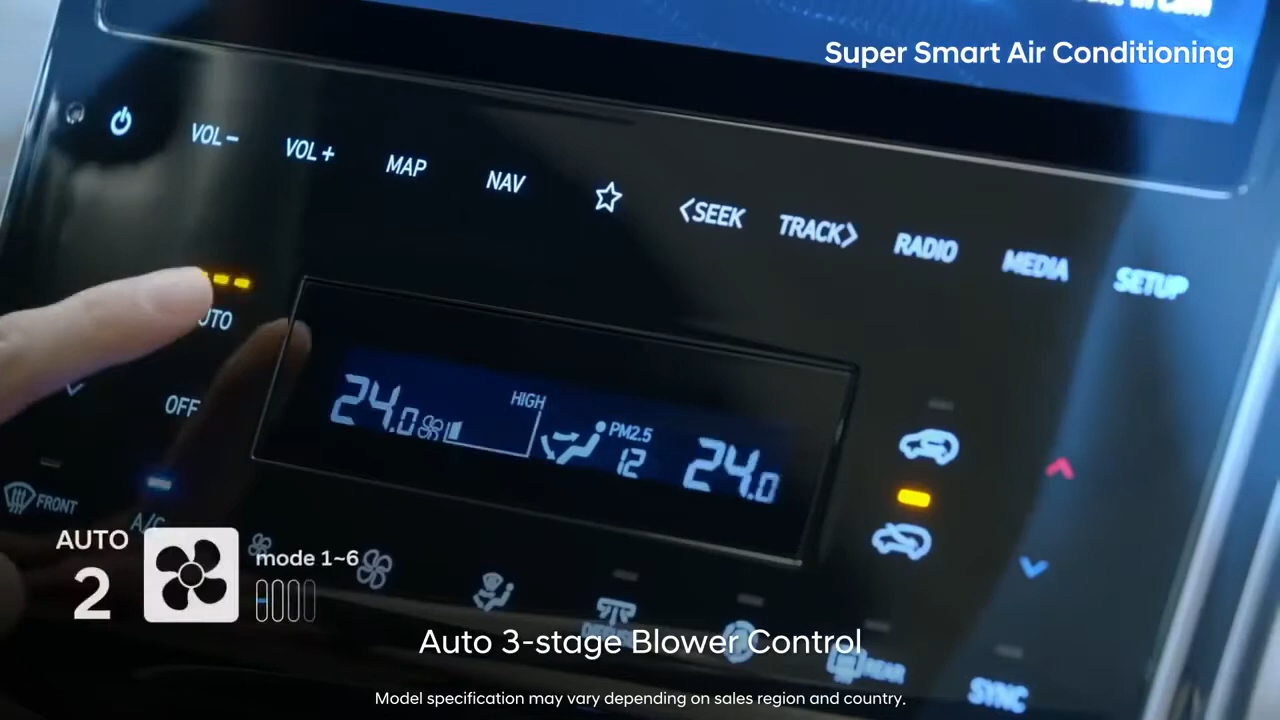 Super Smart Air Conditioning
VOL－
VOL+
MAP
NAV
<SEEK
TRACK>
RADIO
MEDIA
SETUP
UTO
OFF
24.0
HIGH
PM2.5
12
24.0
FRONT
A/C
AUTO
2
mode 1~6
REAR
SYNC
Auto 3-stage Blower Control
Model specification may vary depending on sales region and country.